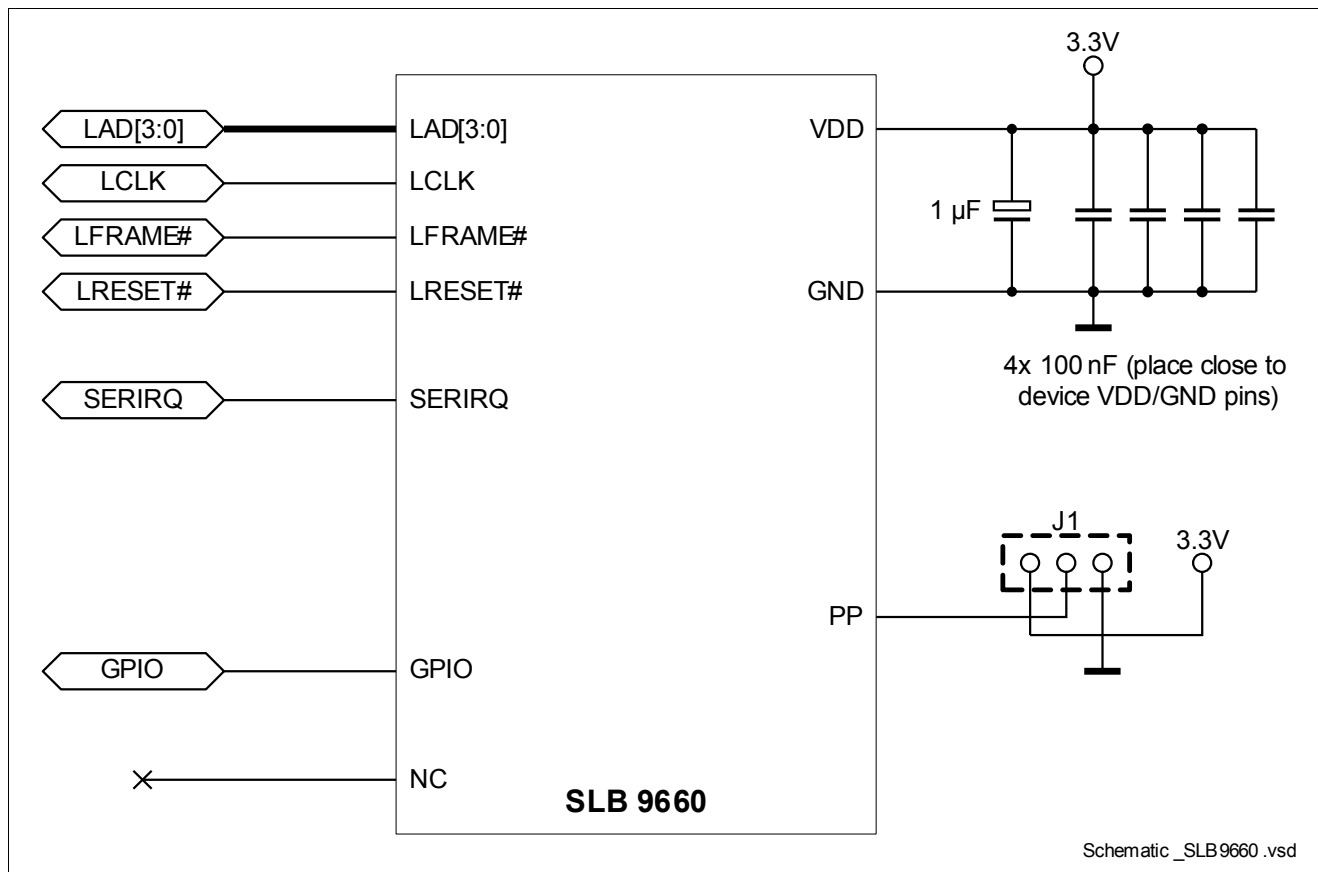 3.3V
LAD[3:0]
LAD[3:0]
VDD
LCLK
LCLK
1 µF
LFRAME#
LFRAME#
LRESET#
LRESET#
GND
4x 100 nF (place close to
device VDD/GND pins)
SERIRQ
SERIRQ
J1
3.3V
PP
GPIO
GPIO
NC
SLB 9660
Schematic _SLB9660 .vsd